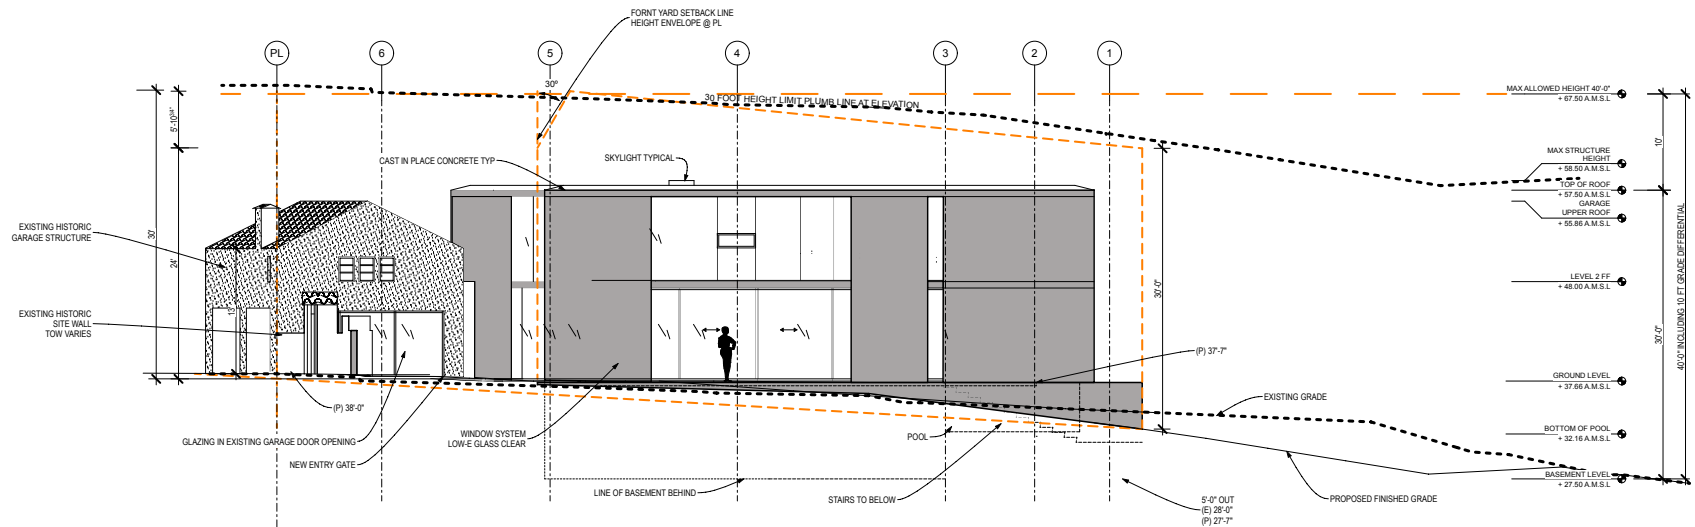 FORNT YARD SETBACK LINE
HEIGHT ENVELOPE @ PL
PL
6
5
4
3
2
1
30°
30 FOOT HEIGHT LIMIT PLUMB LINE AT ELEVATION
MAX ALLOWED HEIGHT 40'-0"
+ 67.50 A.M.S.L
5'-10
CAST IN PLACE CONCRETE TYP
SKYLIGHT TYPICAL
10'
MAX STRUCTURE
HEIGHT
+ 58.50 A.M.S.L
TOP OF ROOF
+ 57.50 A.M.S.L
GARAGE
UPPER ROOF
+ 55.86 A.M.S.L
EXISTING HISTORIC
GARAGE STRUCTURE
30'
24'
13'
30'-0"
LEVEL 2 FF
+ 48.00 A.M.S.L
EXISTING HISTORIC
SITE WALL
TOW VARIES
30'-0"
40'-0" INCLUDING 10 FT GRADE DIFFERENTIAL
(P) 37'-7"
GROUND LEVEL
+ 37.66 A.M.S.L
(P) 38'-0"
EXISTING GRADE
GLAZING IN EXISTING GARAGE DOOR OPENING
WINDOW SYSTEM
LOW-E GLASS CLEAR
POOL
BOTTOM OF POOL
+ 32.16 A.M.S.L
NEW ENTRY GATE
BASEMENT LEVEL
+ 27.50 A.M.S.L
LINE OF BASEMENT BEHIND
STAIRS TO BELOW
5'-0" OUT
(E) 28'-0"
(P) 27'-7"
PROPOSED FINISHED GRADE